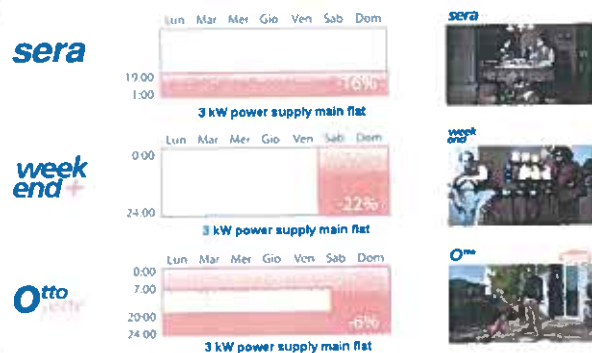 sera
Lun Mar Mer Gio Ven Sab Dom
19:00
1:00
-16%
3 kW power supply main flat
sera
week
end+
Lun Mar Mer Gio Ven Sab Dom
0:00
24:00
-22%
3 kW power supply main flat
week
end
Otto
Lun Mar Mer Gio Ven Sab Dom
0:00
7:00
20:00
24:00
-6%
3 kW power supply main flat